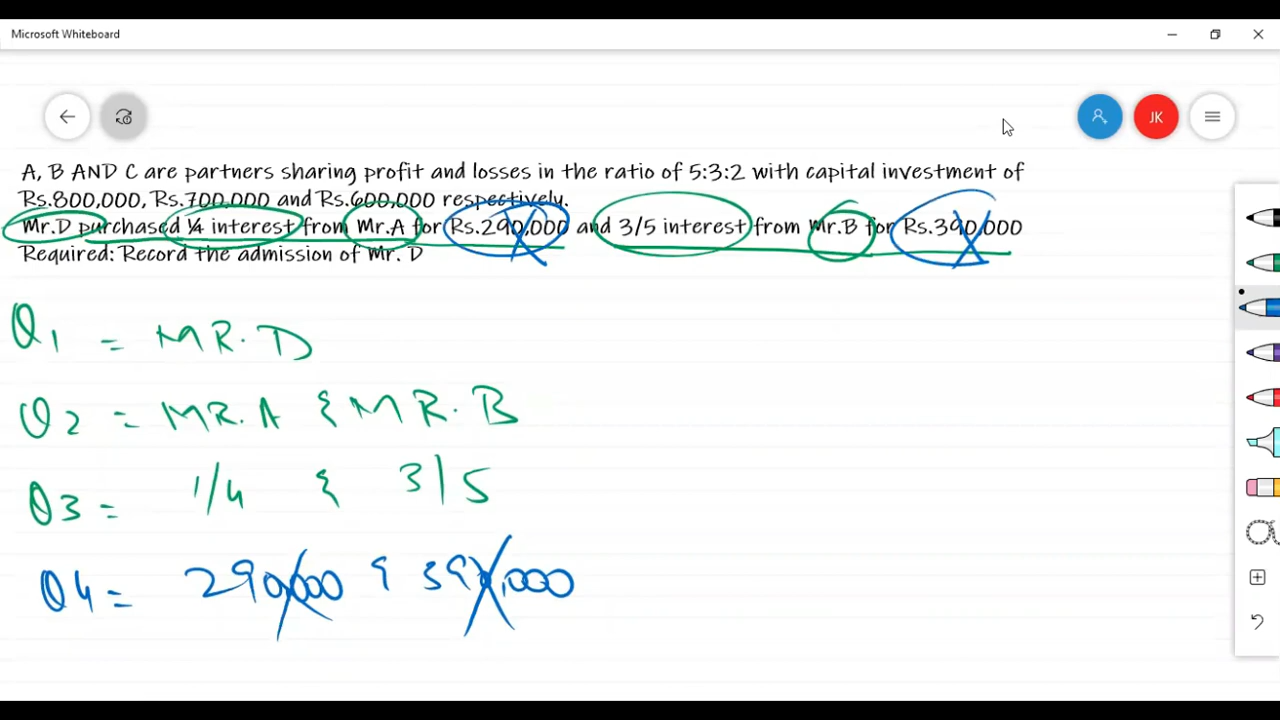 Microsoft Whiteboard
JK
A, B AND C are partners sharing profit and losses in the ratio of 5:3:2 with capital investment of
Rs.800,000, Rs.700,000 and Rs.600,000 respectively.
Mr.D purchased ¼ interest from Mr.A for Rs.290,000 and 3/5 interest from Mr.B for Rs.390,000
Required: Record the admission of Mr. D
Q1 = MR. D
Q2 = MR. A & MR. B
Q3 = 1/4 & 3/5
Q4 = 290,000 & 390,000